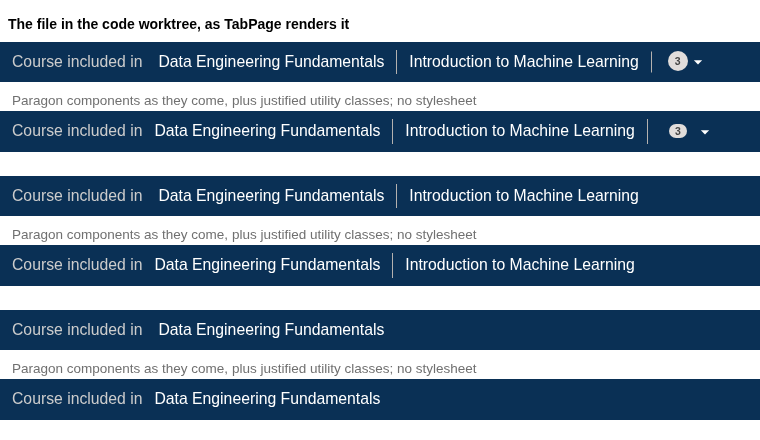 The file in the code worktree, as TabPage renders it
Course included in Data Engineering Fundamentals Introduction to Machine Learning 3
Paragon components as they come, plus justified utility classes; no stylesheet
Course included in Data Engineering Fundamentals Introduction to Machine Learning 3
Course included in Data Engineering Fundamentals Introduction to Machine Learning
Paragon components as they come, plus justified utility classes; no stylesheet
Course included in Data Engineering Fundamentals Introduction to Machine Learning
Course included in Data Engineering Fundamentals
Paragon components as they come, plus justified utility classes; no stylesheet
Course included in Data Engineering Fundamentals